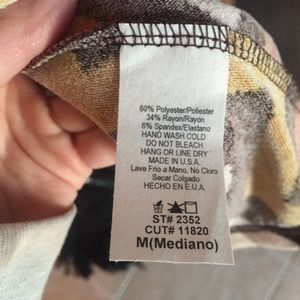 60% Polyester/Poliester
34% Rayon/Rayon
6% Spandex/Elastano
HAND WASH COLD
DO NOT BLEACH
HANG OR LINE DRY
MADE IN U.S.A.
Lave Frio a Mano, No Cloro
Secar Colgado
HECHO EN E.U.A.
ST# 2352
CUT# 11820
M(Mediano)